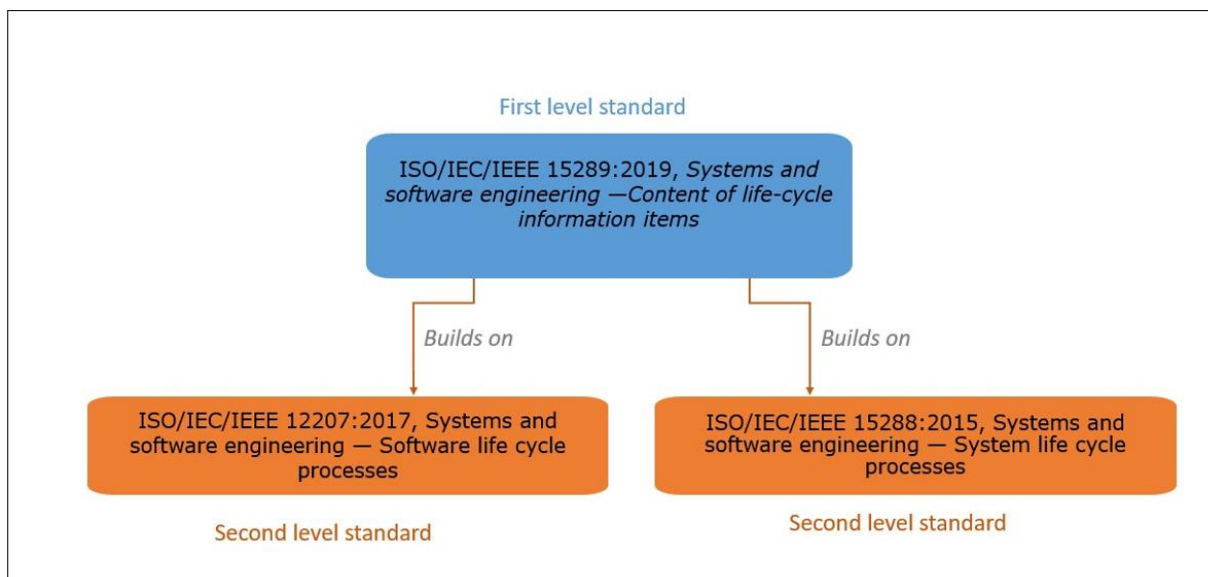 First level standard
ISO/IEC/IEEE 15289:2019, Systems and
software engineering —Content of life-cycle
information items
Builds on
Builds on
ISO/IEC/IEEE 12207:2017, Systems and
software engineering — Software life cycle
processes
ISO/IEC/IEEE 15288:2015, Systems and
software engineering — System life cycle
processes
Second level standard
Second level standard